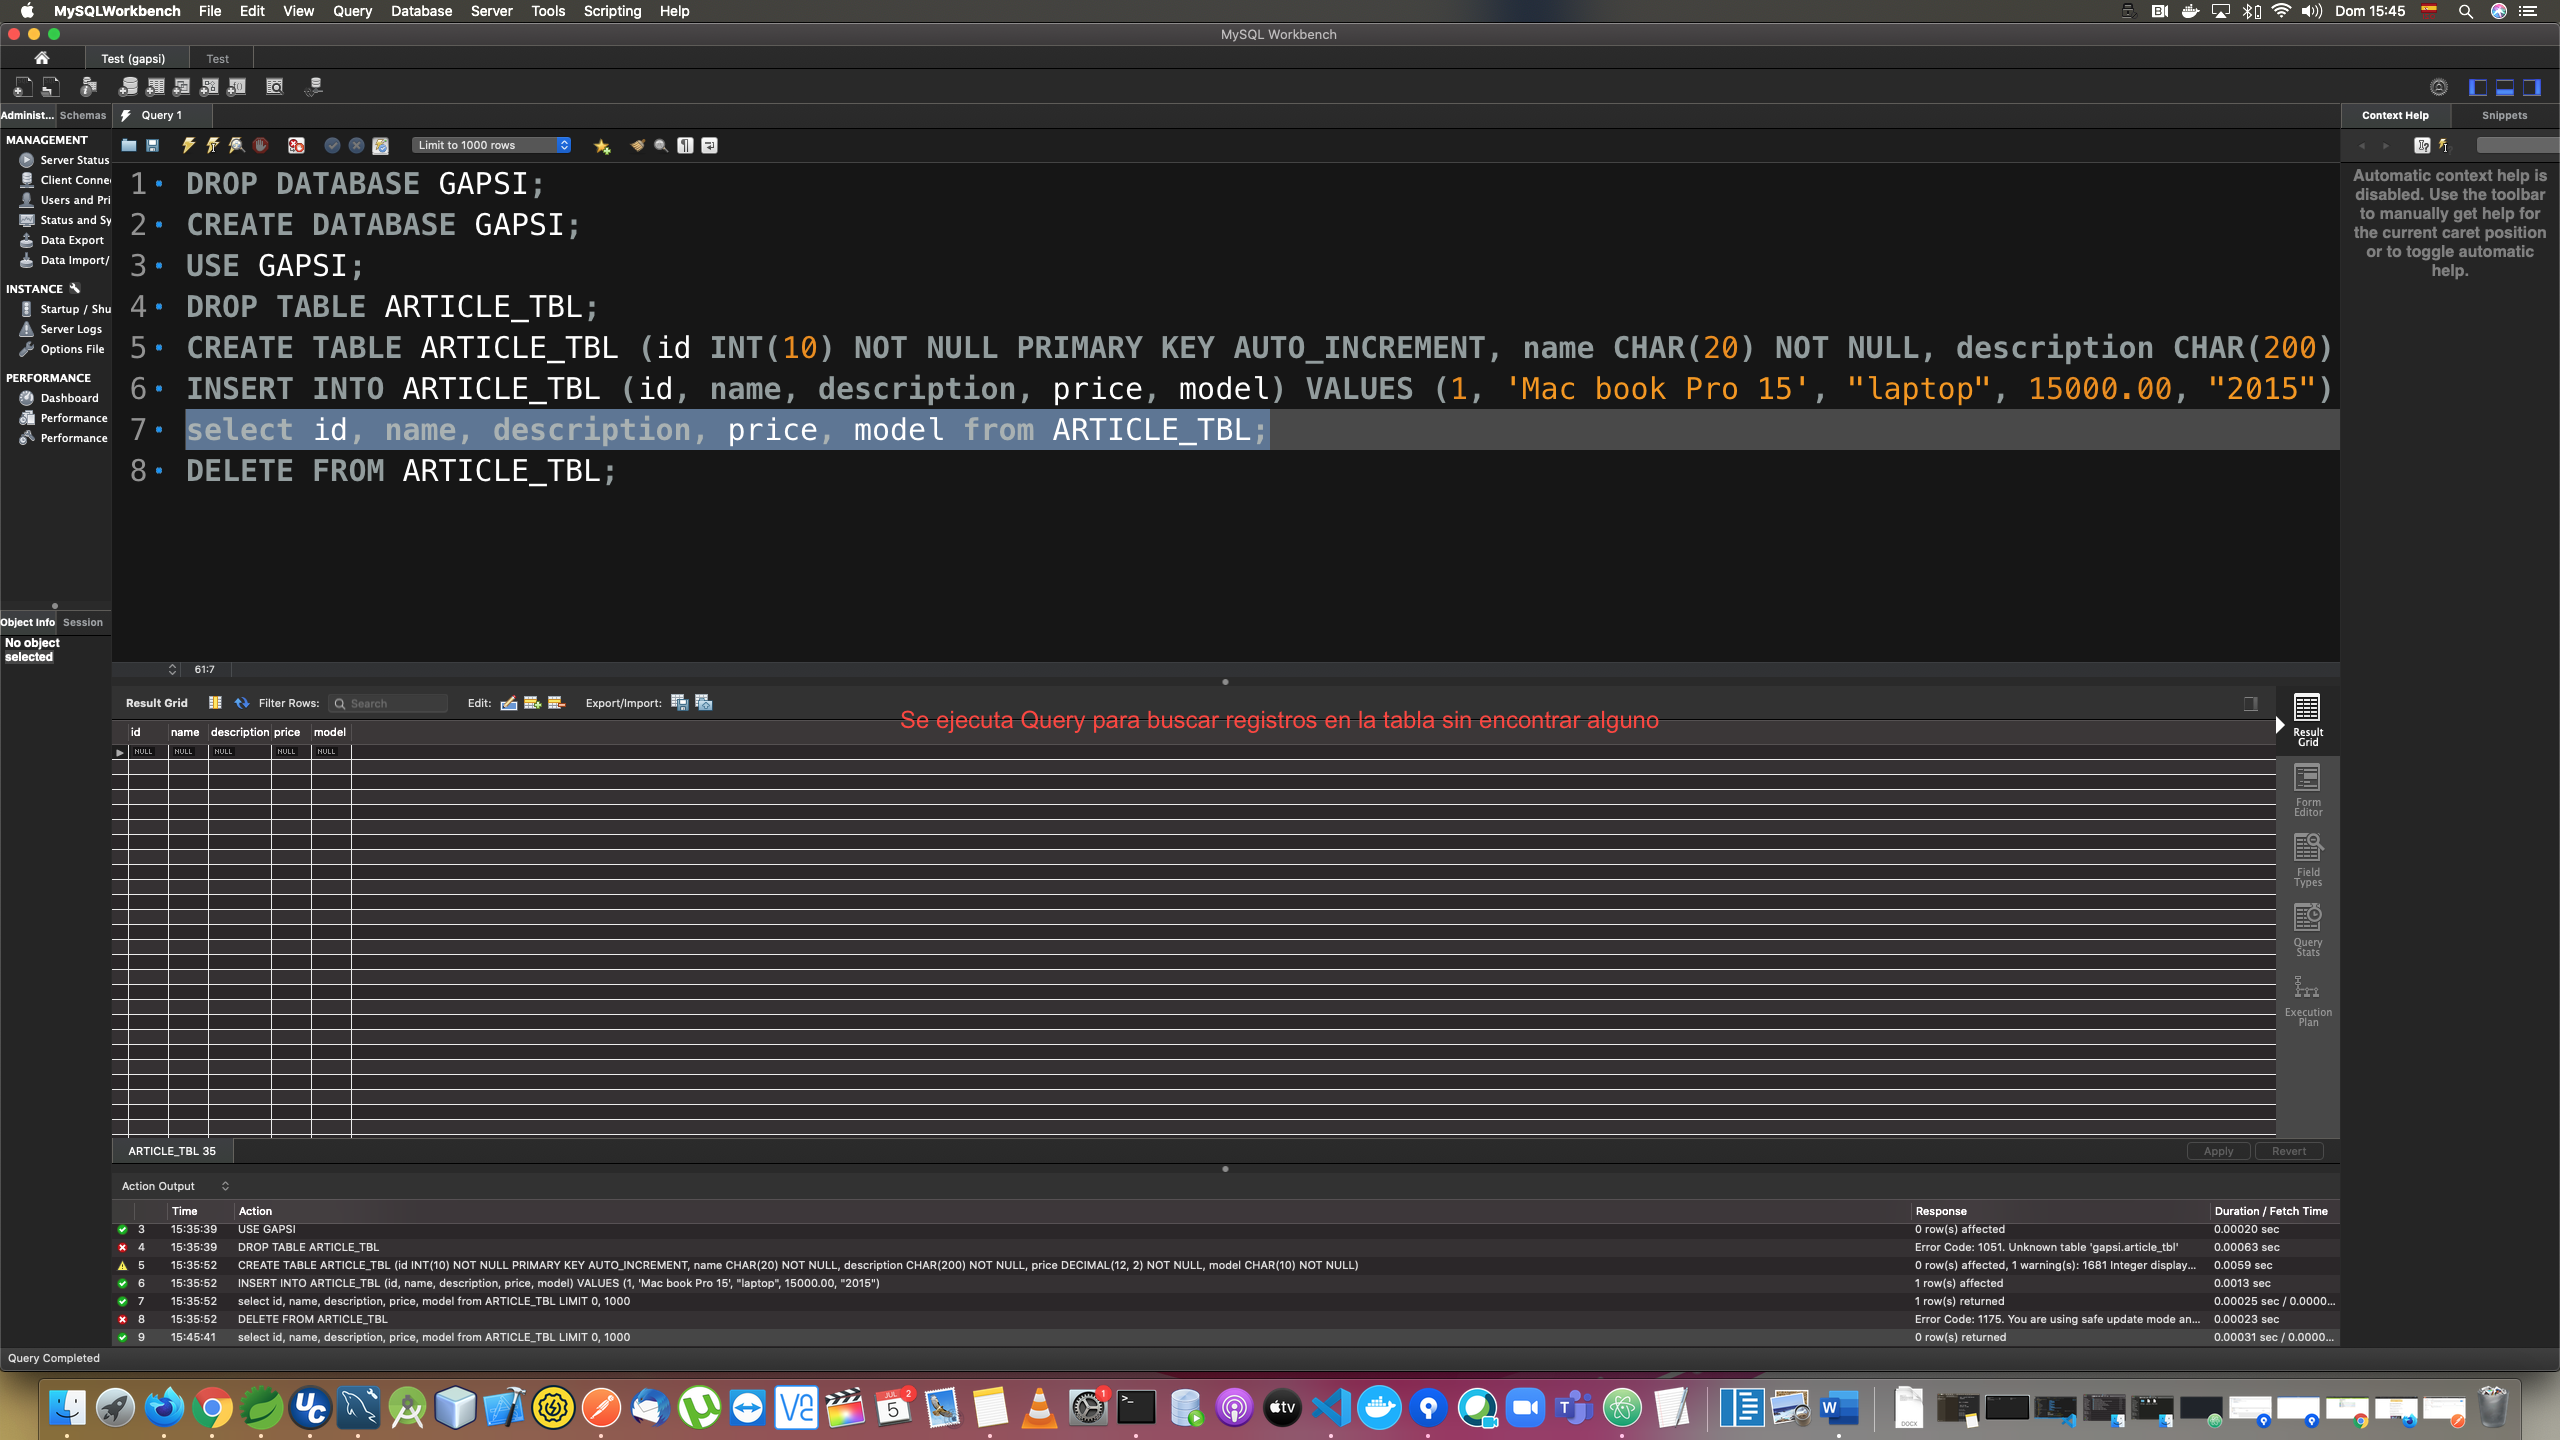 MySQLWorkbench File Edit View Query Database Server Tools Scripting Help
Dom 15:45
MySQL Workbench
Test (gapsi) Test
Administ... Schemas
Query 1
Context Help Snippets
MANAGEMENT
Server Status
Client Conne
Users and Pri
Status and Sy
Data Export
Data Import/
INSTANCE
Startup / Shu
Server Logs
Options File
PERFORMANCE
Dashboard
Performance
Performance
Limit to 1000 rows
1 DROP DATABASE GAPSI;
2 CREATE DATABASE GAPSI;
3 USE GAPSI;
4 DROP TABLE ARTICLE_TBL;
5 CREATE TABLE ARTICLE_TBL (id INT(10) NOT NULL PRIMARY KEY AUTO_INCREMENT, name CHAR(20) NOT NULL, description CHAR(200)
6 INSERT INTO ARTICLE_TBL (id, name, description, price, model) VALUES (1, 'Mac book Pro 15', "laptop", 15000.00, "2015")
7 select id, name, description, price, model from ARTICLE_TBL;
8 DELETE FROM ARTICLE_TBL;
Automatic context help is
disabled. Use the toolbar
to manually get help for
the current caret position
or to toggle automatic
help.
Object Info Session
No object
selected
61:7
Result Grid Filter Rows: Search Edit: Export/Import:
Se ejecuta Query para buscar registros en la tabla sin encontrar alguno
id name description price model
NULL NULL NULL NULL NULL
Result
Grid
Form
Editor
Field
Types
Query
Stats
Execution
Plan
ARTICLE_TBL 35
Apply Revert
Action Output
Time Action Response Duration / Fetch Time
3 15:35:39 USE GAPSI 0 row(s) affected 0.00020 sec
4 15:35:39 DROP TABLE ARTICLE_TBL Error Code: 1051. Unknown table 'gapsi.article_tbl' 0.00063 sec
5 15:35:52 CREATE TABLE ARTICLE_TBL (id INT(10) NOT NULL PRIMARY KEY AUTO_INCREMENT, name CHAR(20) NOT NULL, description CHAR(200) NOT NULL, price DECIMAL(12, 2) NOT NULL, model CHAR(10) NOT NULL) 0 row(s) affected, 1 warning(s): 1681 Integer display... 0.0059 sec
6 15:35:52 INSERT INTO ARTICLE_TBL (id, name, description, price, model) VALUES (1, 'Mac book Pro 15', "laptop", 15000.00, "2015") 1 row(s) affected 0.0013 sec
7 15:35:52 select id, name, description, price, model from ARTICLE_TBL LIMIT 0, 1000 1 row(s) returned 0.00025 sec / 0.0000...
8 15:35:52 DELETE FROM ARTICLE_TBL Error Code: 1175. You are using safe update mode an... 0.00023 sec
9 15:45:41 select id, name, description, price, model from ARTICLE_TBL LIMIT 0, 1000 0 row(s) returned 0.00031 sec / 0.0000...
Query Completed
JUL 5 2
1
tv
DOCX